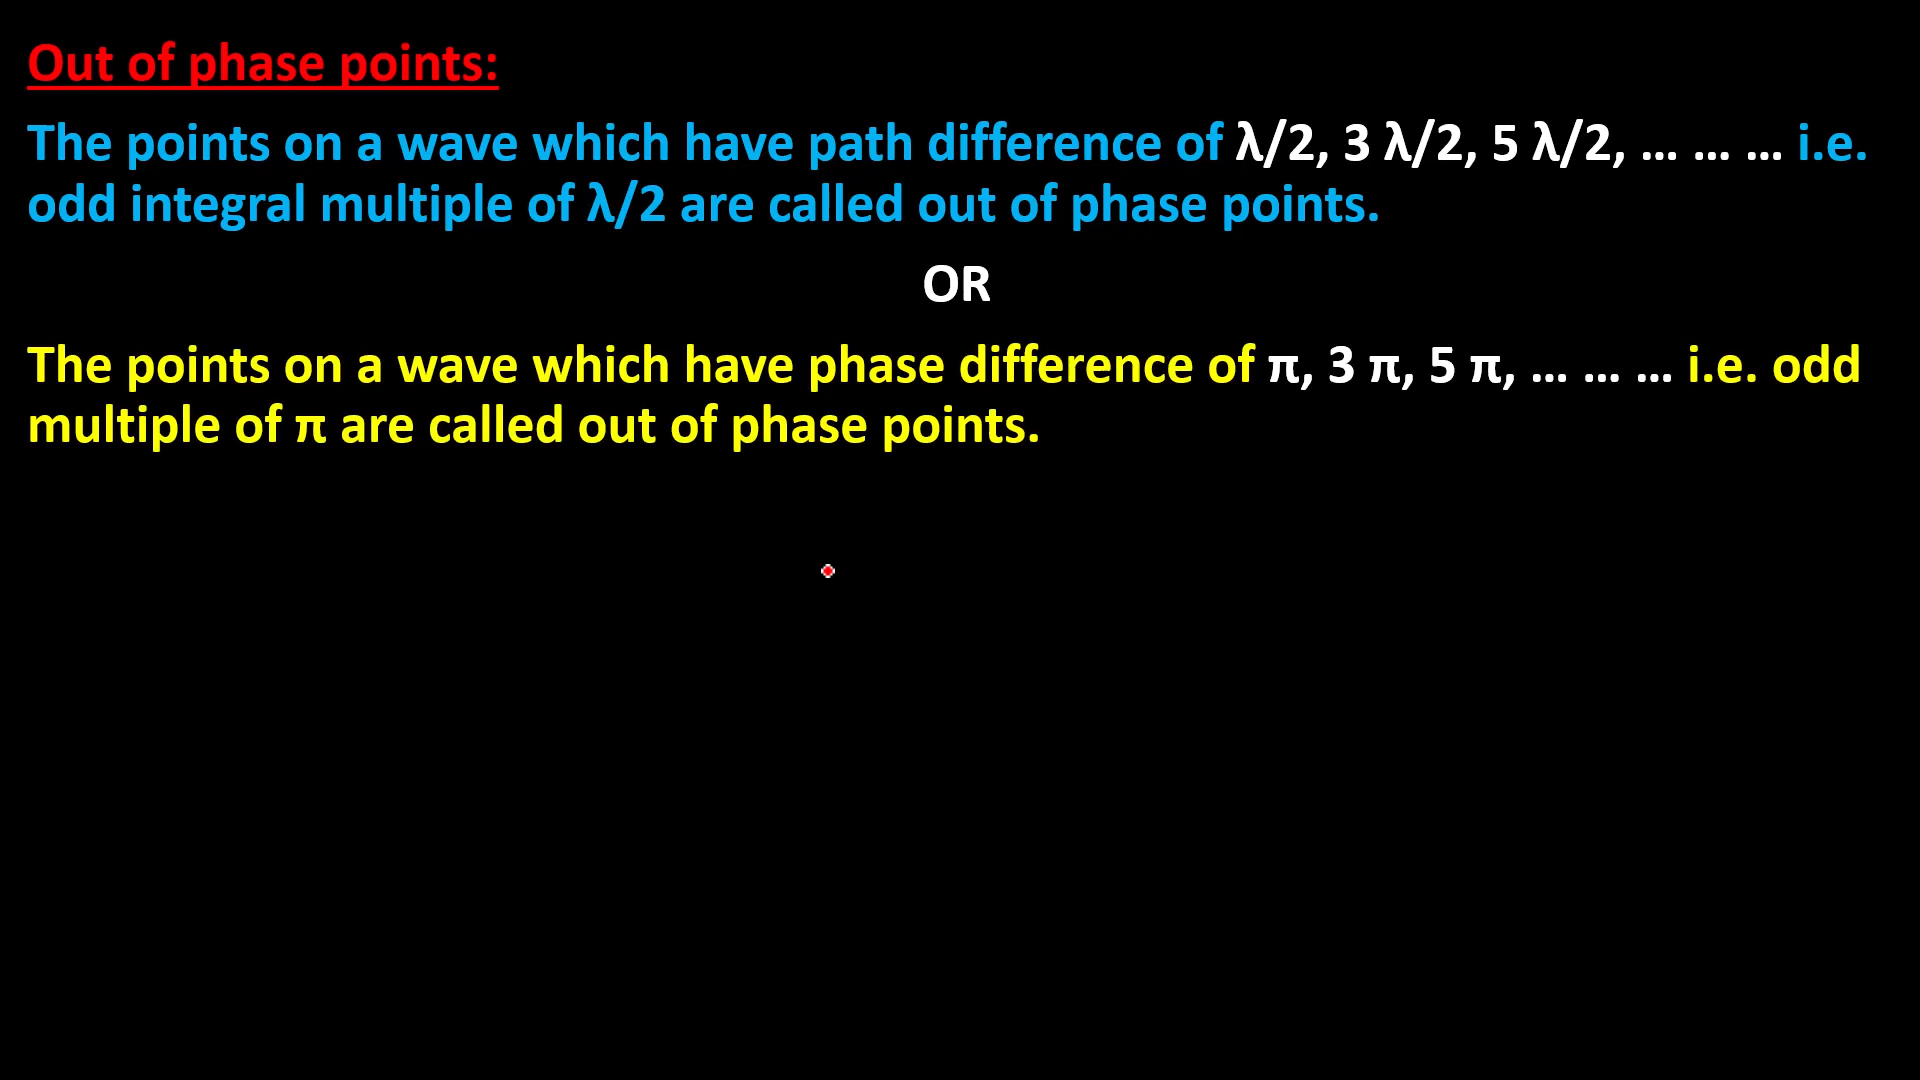 Out of phase points:
The points on a wave which have path difference of λ/2, 3 λ/2, 5 λ/2, … … … i.e.
odd integral multiple of λ/2 are called out of phase points.
OR
The points on a wave which have phase difference of π, 3 π, 5 π, … … … i.e. odd
multiple of π are called out of phase points.